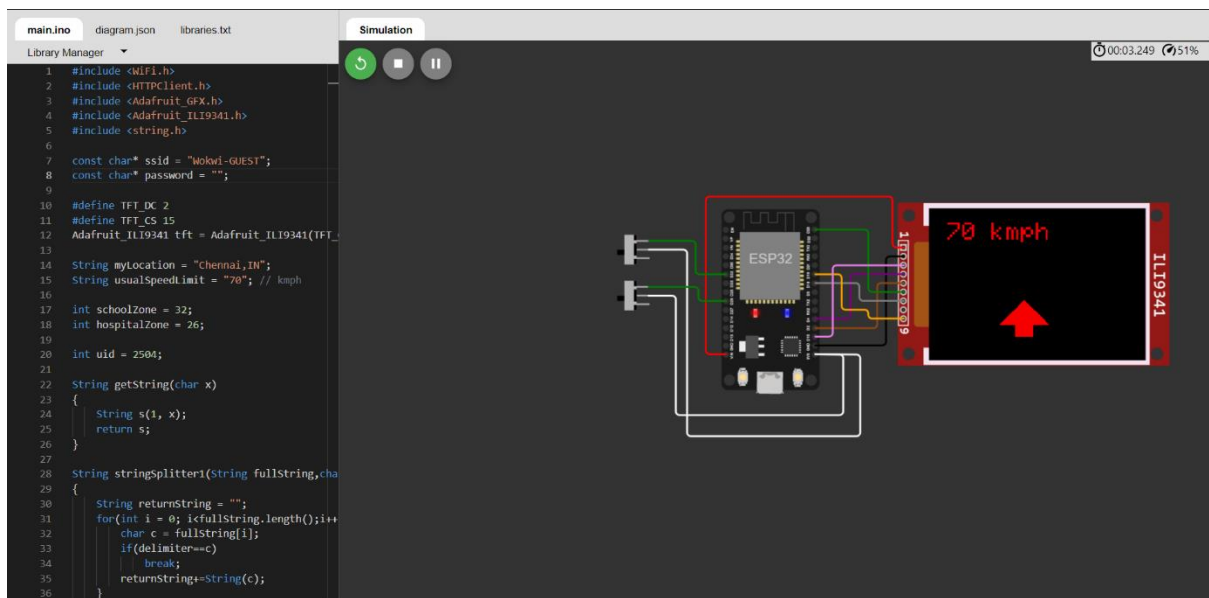 main.ino diagram.json libraries.txt
Library Manager
1 #include <WiFi.h>
2 #include <HTTPClient.h>
3 #include <Adafruit_GFX.h>
4 #include <Adafruit_ILI9341.h>
5 #include <string.h>
6
7 const char* ssid = "Wokwi-GUEST";
8 const char* password = "";
9
10 #define TFT_DC 2
11 #define TFT_CS 15
12 Adafruit_ILI9341 tft = Adafruit_ILI9341(TFT_
13
14 String myLocation = "Chennai,IN";
15 String usualSpeedLimit = "70"; // kmph
16
17 int schoolZone = 32;
18 int hospitalZone = 26;
19
20 int uid = 2504;
21
22 String getString(char x)
23 {
24 String s(1, x);
25 return s;
26 }
27
28 String stringSplitter1(String fullString,cha
29 {
30 String returnString = "";
31 for(int i = 0; i<fullString.length();i++
32 char c = fullString[i];
33 if(delimiter==c)
34 break;
35 returnString+=String(c);
36 }
Simulation
00:03.249 51%
ESP32
1
9
70 kmph
ILI9341